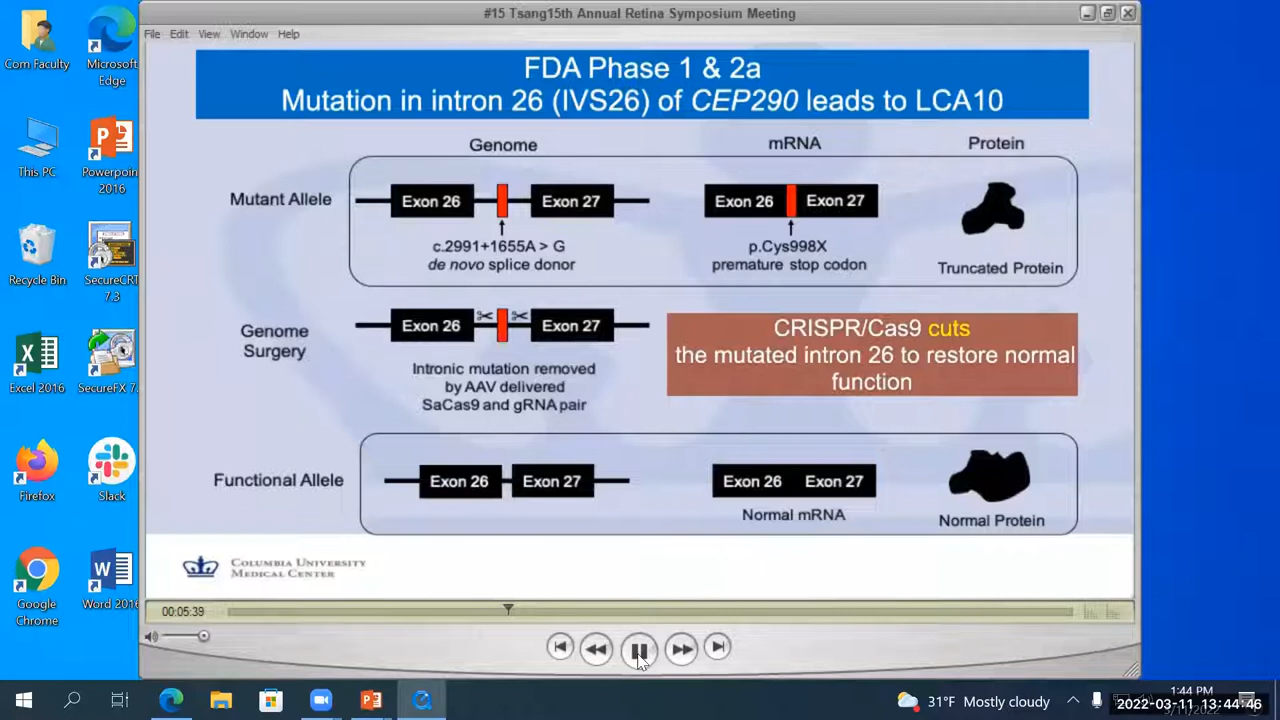 #15 Tsang15th Annual Retina Symposium Meeting
File Edit View Window Help
Com Faculty
Microsoft Edge
This PC
Powerpoint 2016
Recycle Bin
SecureCRT 7.3
Excel 2016
SecureFX 7.
Firefox
Slack
Google Chrome
Word 2016
FDA Phase 1 & 2a
Mutation in intron 26 (IVS26) of CEP290 leads to LCA10
Genome mRNA Protein
Mutant Allele
Exon 26 Exon 27 Exon 26 Exon 27
c.2991+1655A > G
de novo splice donor
p.Cys998X
premature stop codon
Truncated Protein
Genome
Surgery
Exon 26 Exon 27
Intronic mutation removed
by AAV delivered
SaCas9 and gRNA pair
CRISPR/Cas9 cuts
the mutated intron 26 to restore normal
function
Functional Allele
Exon 26 Exon 27 Exon 26 Exon 27
Normal mRNA
Normal Protein
COLUMBIA UNIVERSITY
MEDICAL CENTER
00:05:39
31°F Mostly cloudy
1:44 PM
2022-03-11 13:44:46